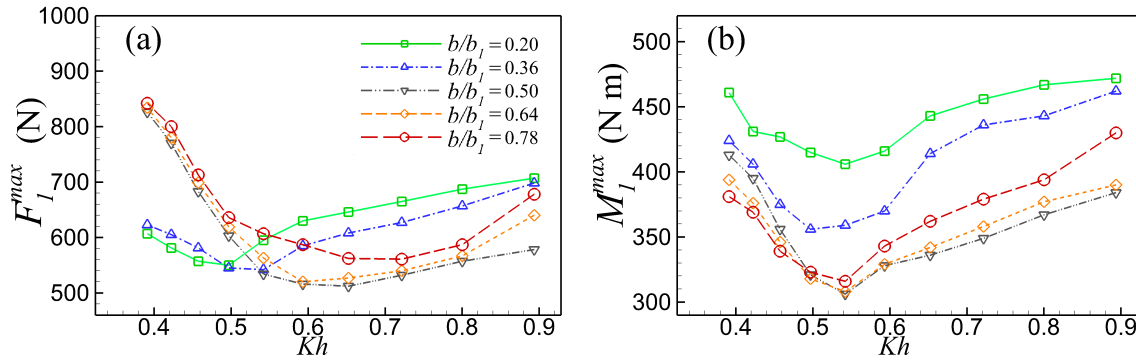 (a)
b/b₁ = 0.20
b/b₁ = 0.36
b/b₁ = 0.50
b/b₁ = 0.64
b/b₁ = 0.78
F₁ᵐᵃˣ (N)
1000
900
800
700
600
500
0.4 0.5 0.6 0.7 0.8 0.9
Kh
(b)
M₁ᵐᵃˣ (N m)
500
450
400
350
300
0.4 0.5 0.6 0.7 0.8 0.9
Kh